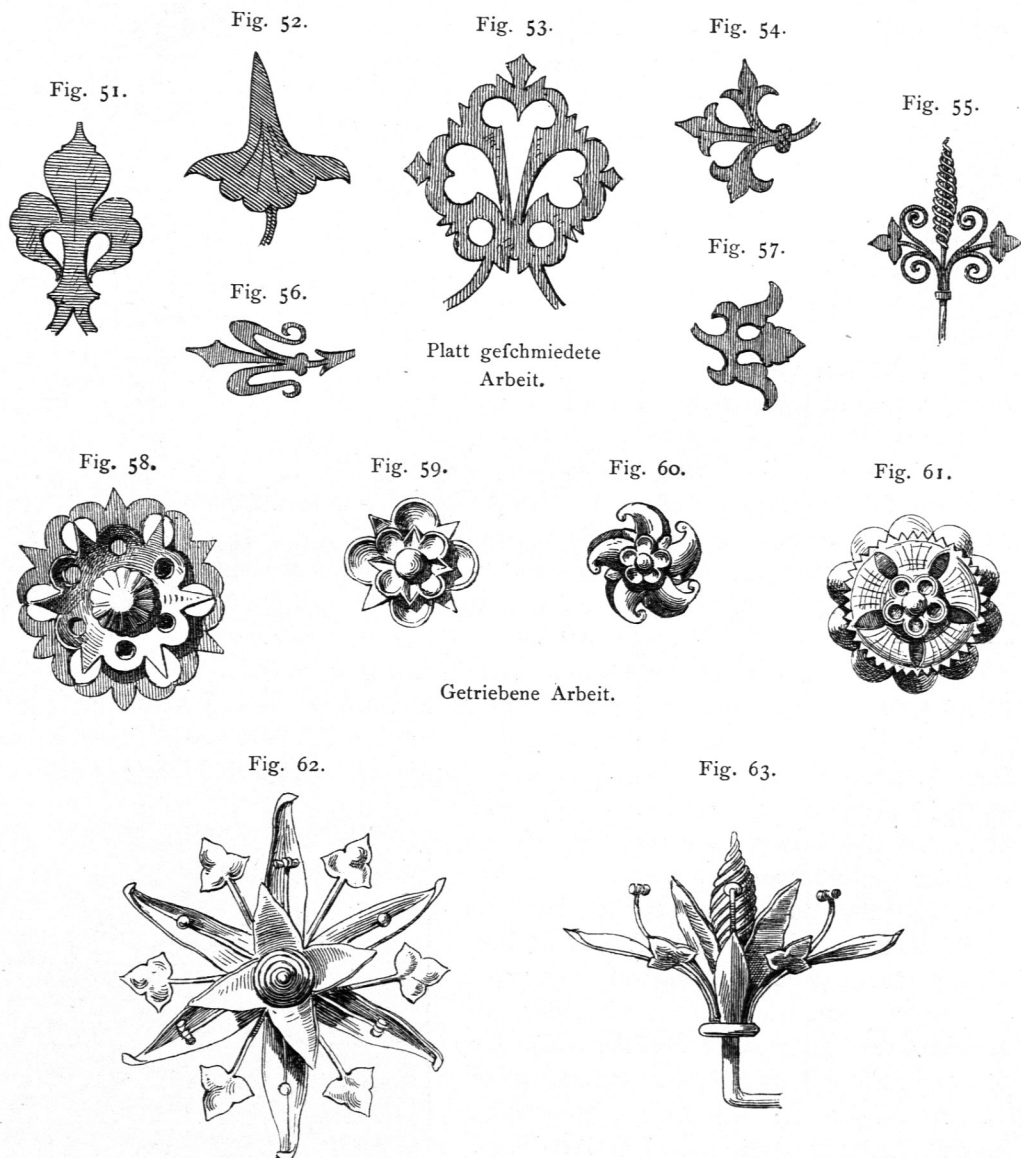 Fig. 52.
Fig. 53.
Fig. 54.
Fig. 51.
Fig. 55.
Fig. 57.
Fig. 56.
Platt geſchmiedete
Arbeit.
Fig. 58.
Fig. 59.
Fig. 60.
Fig. 61.
Getriebene Arbeit.
Fig. 62.
Fig. 63.